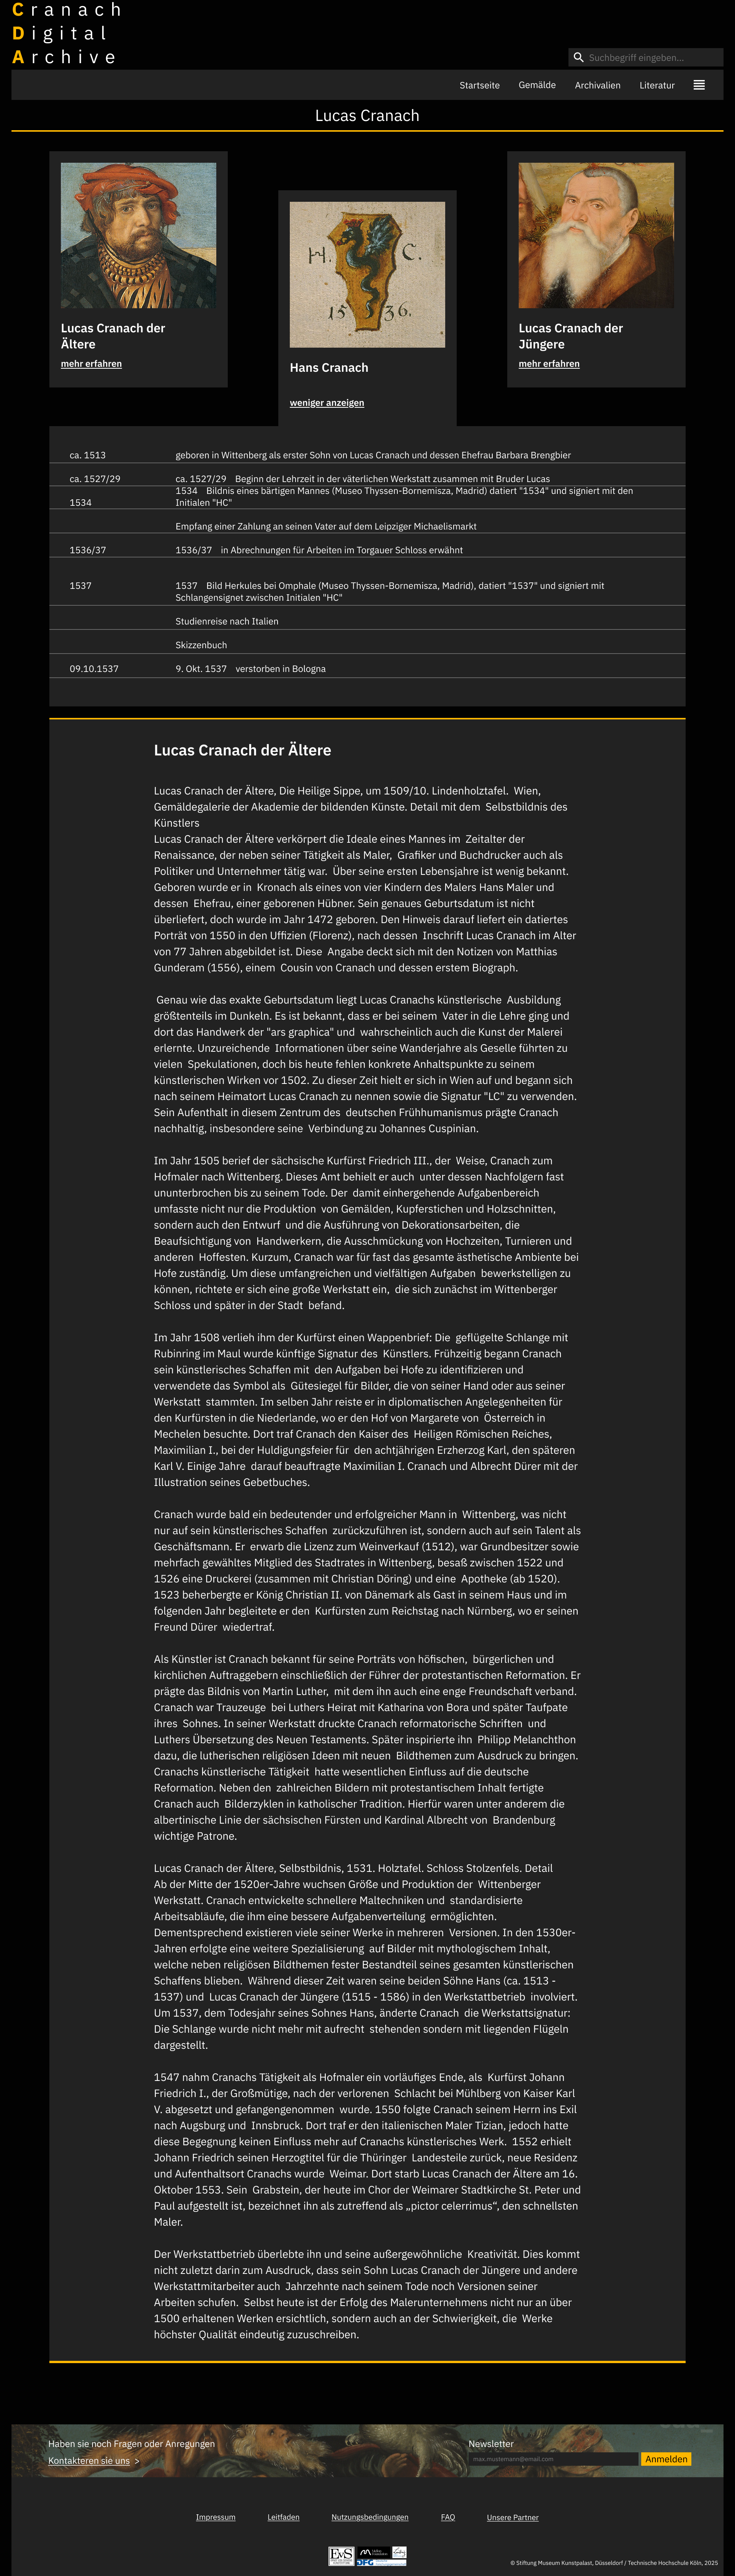 Cranach
Digital
Archive
Suchbegriff eingeben...
Startseite Gemälde Archivalien Literatur
Lucas Cranach
Lucas Cranach der
Ältere
mehr erfahren
H. C.
1536.
Hans Cranach
weniger anzeigen
Lucas Cranach der
Jüngere
mehr erfahren
ca. 1513 geboren in Wittenberg als erster Sohn von Lucas Cranach und dessen Ehefrau Barbara Brengbier
ca. 1527/29 ca. 1527/29 Beginn der Lehrzeit in der väterlichen Werkstatt zusammen mit Bruder Lucas
1534 Bildnis eines bärtigen Mannes (Museo Thyssen-Bornemisza, Madrid) datiert "1534" und signiert mit den
1534 Initialen "HC"
Empfang einer Zahlung an seinen Vater auf dem Leipziger Michaelismarkt
1536/37 1536/37 in Abrechnungen für Arbeiten im Torgauer Schloss erwähnt
1537 1537 Bild Herkules bei Omphale (Museo Thyssen-Bornemisza, Madrid), datiert "1537" und signiert mit
Schlangensignet zwischen Initialen "HC"
Studienreise nach Italien
Skizzenbuch
09.10.1537 9. Okt. 1537 verstorben in Bologna
Lucas Cranach der Ältere
Lucas Cranach der Ältere, Die Heilige Sippe, um 1509/10. Lindenholztafel. Wien,
Gemäldegalerie der Akademie der bildenden Künste. Detail mit dem Selbstbildnis des
Künstlers
Lucas Cranach der Ältere verkörpert die Ideale eines Mannes im Zeitalter der
Renaissance, der neben seiner Tätigkeit als Maler, Grafiker und Buchdrucker auch als
Politiker und Unternehmer tätig war. Über seine ersten Lebensjahre ist wenig bekannt.
Geboren wurde er in Kronach als eines von vier Kindern des Malers Hans Maler und
dessen Ehefrau, einer geborenen Hübner. Sein genaues Geburtsdatum ist nicht
überliefert, doch wurde im Jahr 1472 geboren. Den Hinweis darauf liefert ein datiertes
Porträt von 1550 in den Uffizien (Florenz), nach dessen Inschrift Lucas Cranach im Alter
von 77 Jahren abgebildet ist. Diese Angabe deckt sich mit den Notizen von Matthias
Gunderam (1556), einem Cousin von Cranach und dessen erstem Biograph.
Genau wie das exakte Geburtsdatum liegt Lucas Cranachs künstlerische Ausbildung
größtenteils im Dunkeln. Es ist bekannt, dass er bei seinem Vater in die Lehre ging und
dort das Handwerk der "ars graphica" und wahrscheinlich auch die Kunst der Malerei
erlernte. Unzureichende Informationen über seine Wanderjahre als Geselle führten zu
vielen Spekulationen, doch bis heute fehlen konkrete Anhaltspunkte zu seinem
künstlerischen Wirken vor 1502. Zu dieser Zeit hielt er sich in Wien auf und begann sich
nach seinem Heimatort Lucas Cranach zu nennen sowie die Signatur "LC" zu verwenden.
Sein Aufenthalt in diesem Zentrum des deutschen Frühhumanismus prägte Cranach
nachhaltig, insbesondere seine Verbindung zu Johannes Cuspinian.
Im Jahr 1505 berief der sächsische Kurfürst Friedrich III., der Weise, Cranach zum
Hofmaler nach Wittenberg. Dieses Amt behielt er auch unter dessen Nachfolgern fast
ununterbrochen bis zu seinem Tode. Der damit einhergehende Aufgabenbereich
umfasste nicht nur die Produktion von Gemälden, Kupferstichen und Holzschnitten,
sondern auch den Entwurf und die Ausführung von Dekorationsarbeiten, die
Beaufsichtigung von Handwerkern, die Ausschmückung von Hochzeiten, Turnieren und
anderen Hoffesten. Kurzum, Cranach war für fast das gesamte ästhetische Ambiente bei
Hofe zuständig. Um diese umfangreichen und vielfältigen Aufgaben bewerkstelligen zu
können, richtete er sich eine große Werkstatt ein, die sich zunächst im Wittenberger
Schloss und später in der Stadt befand.
Im Jahr 1508 verlieh ihm der Kurfürst einen Wappenbrief: Die geflügelte Schlange mit
Rubinring im Maul wurde künftige Signatur des Künstlers. Frühzeitig begann Cranach
sein künstlerisches Schaffen mit den Aufgaben bei Hofe zu identifizieren und
verwendete das Symbol als Gütesiegel für Bilder, die von seiner Hand oder aus seiner
Werkstatt stammten. Im selben Jahr reiste er in diplomatischen Angelegenheiten für
den Kurfürsten in die Niederlande, wo er den Hof von Margarete von Österreich in
Mechelen besuchte. Dort traf Cranach den Kaiser des Heiligen Römischen Reiches,
Maximilian I., bei der Huldigungsfeier für den achtjährigen Erzherzog Karl, den späteren
Karl V. Einige Jahre darauf beauftragte Maximilian I. Cranach und Albrecht Dürer mit der
Illustration seines Gebetbuches.
Cranach wurde bald ein bedeutender und erfolgreicher Mann in Wittenberg, was nicht
nur auf sein künstlerisches Schaffen zurückzuführen ist, sondern auch auf sein Talent als
Geschäftsmann. Er erwarb die Lizenz zum Weinverkauf (1512), war Grundbesitzer sowie
mehrfach gewähltes Mitglied des Stadtrates in Wittenberg, besaß zwischen 1522 und
1526 eine Druckerei (zusammen mit Christian Döring) und eine Apotheke (ab 1520).
1523 beherbergte er König Christian II. von Dänemark als Gast in seinem Haus und im
folgenden Jahr begleitete er den Kurfürsten zum Reichstag nach Nürnberg, wo er seinen
Freund Dürer wiedertraf.
Als Künstler ist Cranach bekannt für seine Porträts von höfischen, bürgerlichen und
kirchlichen Auftraggebern einschließlich der Führer der protestantischen Reformation. Er
prägte das Bildnis von Martin Luther, mit dem ihn auch eine enge Freundschaft verband.
Cranach war Trauzeuge bei Luthers Heirat mit Katharina von Bora und später Taufpate
ihres Sohnes. In seiner Werkstatt druckte Cranach reformatorische Schriften und
Luthers Übersetzung des Neuen Testaments. Später inspirierte ihn Philipp Melanchthon
dazu, die lutherischen religiösen Ideen mit neuen Bildthemen zum Ausdruck zu bringen.
Cranachs künstlerische Tätigkeit hatte wesentlichen Einfluss auf die deutsche
Reformation. Neben den zahlreichen Bildern mit protestantischem Inhalt fertigte
Cranach auch Bilderzyklen in katholischer Tradition. Hierfür waren unter anderem die
albertinische Linie der sächsischen Fürsten und Kardinal Albrecht von Brandenburg
wichtige Patrone.
Lucas Cranach der Ältere, Selbstbildnis, 1531. Holztafel. Schloss Stolzenfels. Detail
Ab der Mitte der 1520er-Jahre wuchsen Größe und Produktion der Wittenberger
Werkstatt. Cranach entwickelte schnellere Maltechniken und standardisierte
Arbeitsabläufe, die ihm eine bessere Aufgabenverteilung ermöglichten.
Dementsprechend existieren viele seiner Werke in mehreren Versionen. In den 1530er-
Jahren erfolgte eine weitere Spezialisierung auf Bilder mit mythologischem Inhalt,
welche neben religiösen Bildthemen fester Bestandteil seines gesamten künstlerischen
Schaffens blieben. Während dieser Zeit waren seine beiden Söhne Hans (ca. 1513 -
1537) und Lucas Cranach der Jüngere (1515 - 1586) in den Werkstattbetrieb involviert.
Um 1537, dem Todesjahr seines Sohnes Hans, änderte Cranach die Werkstattsignatur:
Die Schlange wurde nicht mehr mit aufrecht stehenden sondern mit liegenden Flügeln
dargestellt.
1547 nahm Cranachs Tätigkeit als Hofmaler ein vorläufiges Ende, als Kurfürst Johann
Friedrich I., der Großmütige, nach der verlorenen Schlacht bei Mühlberg von Kaiser Karl
V. abgesetzt und gefangengenommen wurde. 1550 folgte Cranach seinem Herrn ins Exil
nach Augsburg und Innsbruck. Dort traf er den italienischen Maler Tizian, jedoch hatte
diese Begegnung keinen Einfluss mehr auf Cranachs künstlerisches Werk. 1552 erhielt
Johann Friedrich seinen Herzogtitel für die Thüringer Landesteile zurück, neue Residenz
und Aufenthaltsort Cranachs wurde Weimar. Dort starb Lucas Cranach der Ältere am 16.
Oktober 1553. Sein Grabstein, der heute im Chor der Weimarer Stadtkirche St. Peter und
Paul aufgestellt ist, bezeichnet ihn als zutreffend als „pictor celerrimus“, den schnellsten
Maler.
Der Werkstattbetrieb überlebte ihn und seine außergewöhnliche Kreativität. Dies kommt
nicht zuletzt darin zum Ausdruck, dass sein Sohn Lucas Cranach der Jüngere und andere
Werkstattmitarbeiter auch Jahrzehnte nach seinem Tode noch Versionen seiner
Arbeiten schufen. Selbst heute ist der Erfolg des Malerunternehmens nicht nur an über
1500 erhaltenen Werken ersichtlich, sondern auch an der Schwierigkeit, die Werke
höchster Qualität eindeutig zuzuschreiben.
Haben sie noch Fragen oder Anregungen
Kontakteren sie uns >
Newsletter
max.mustemann@email.com Anmelden
Impressum Leitfaden Nutzungsbedingungen FAQ Unsere Partner
EVS
DFG
© Stiftung Museum Kunstpalast, Düsseldorf / Technische Hochschule Köln, 2025